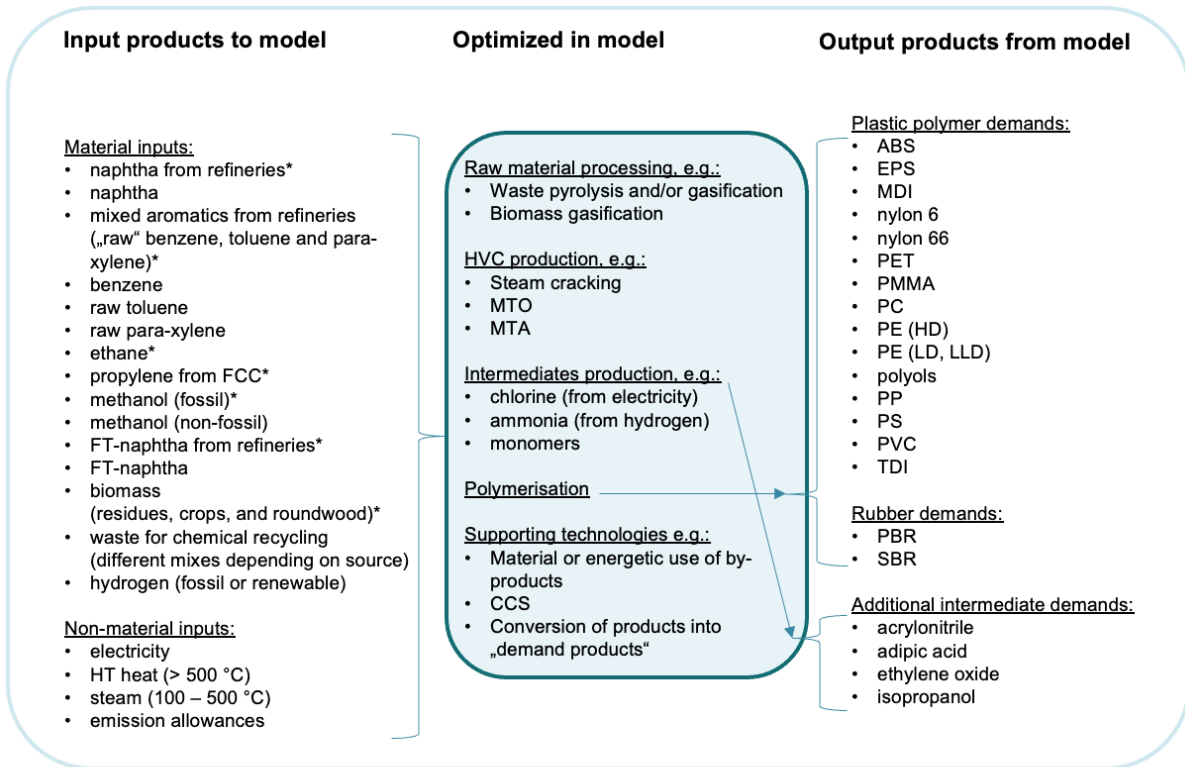 Input products to model
Optimized in model
Output products from model
Material inputs:
• naphtha from refineries*
• naphtha
• mixed aromatics from refineries
(„raw“ benzene, toluene and para-
xylene)*
• benzene
• raw toluene
• raw para-xylene
• ethane*
• propylene from FCC*
• methanol (fossil)*
• methanol (non-fossil)
• FT-naphtha from refineries*
• FT-naphtha
• biomass
(residues, crops, and roundwood)*
• waste for chemical recycling
(different mixes depending on source)
• hydrogen (fossil or renewable)
Non-material inputs:
• electricity
• HT heat (> 500 °C)
• steam (100 – 500 °C)
• emission allowances
Raw material processing, e.g.:
• Waste pyrolysis and/or gasification
• Biomass gasification
HVC production, e.g.:
• Steam cracking
• MTO
• MTA
Intermediates production, e.g.:
• chlorine (from electricity)
• ammonia (from hydrogen)
• monomers
Polymerisation
Supporting technologies e.g.:
• Material or energetic use of by-
products
• CCS
• Conversion of products into
„demand products“
Plastic polymer demands:
• ABS
• EPS
• MDI
• nylon 6
• nylon 66
• PET
• PMMA
• PC
• PE (HD)
• PE (LD, LLD)
• polyols
• PP
• PS
• PVC
• TDI
Rubber demands:
• PBR
• SBR
Additional intermediate demands:
• acrylonitrile
• adipic acid
• ethylene oxide
• isopropanol